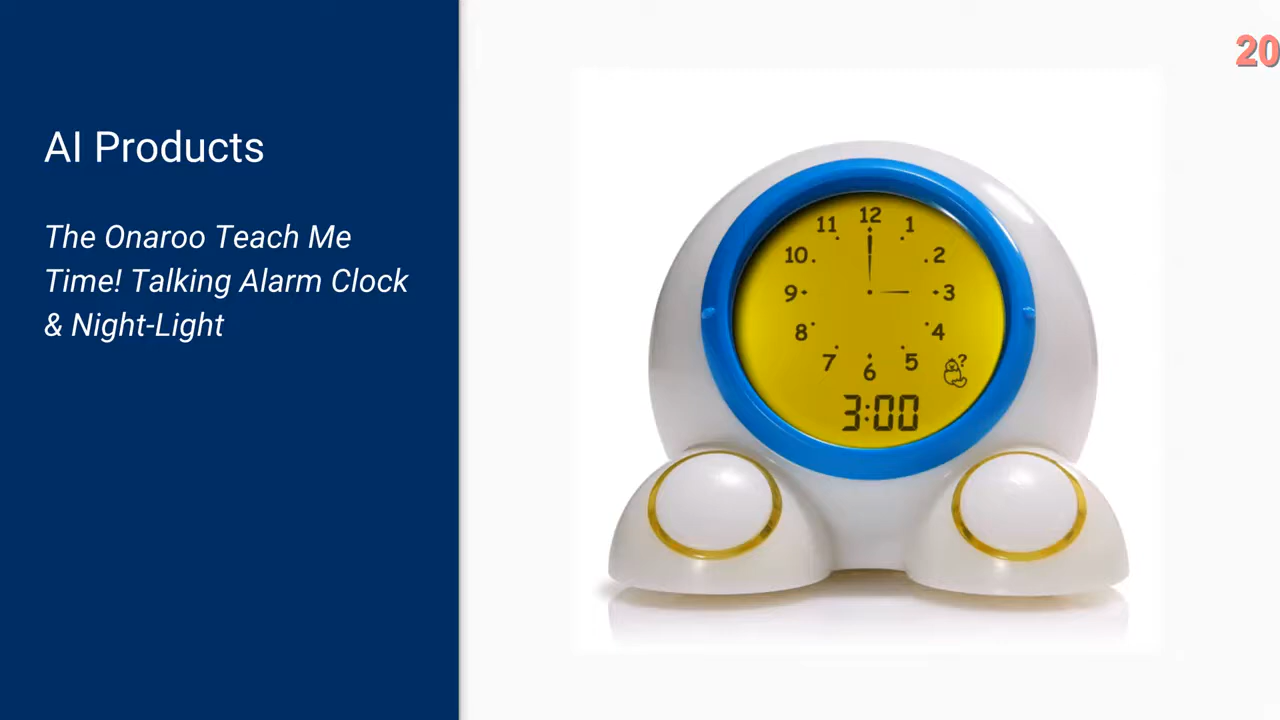 AI Products
The Onaroo Teach Me
Time! Talking Alarm Clock
& Night-Light
20
12
11 1
10 2
9 3
8 4
7 5 ?
6
3:00